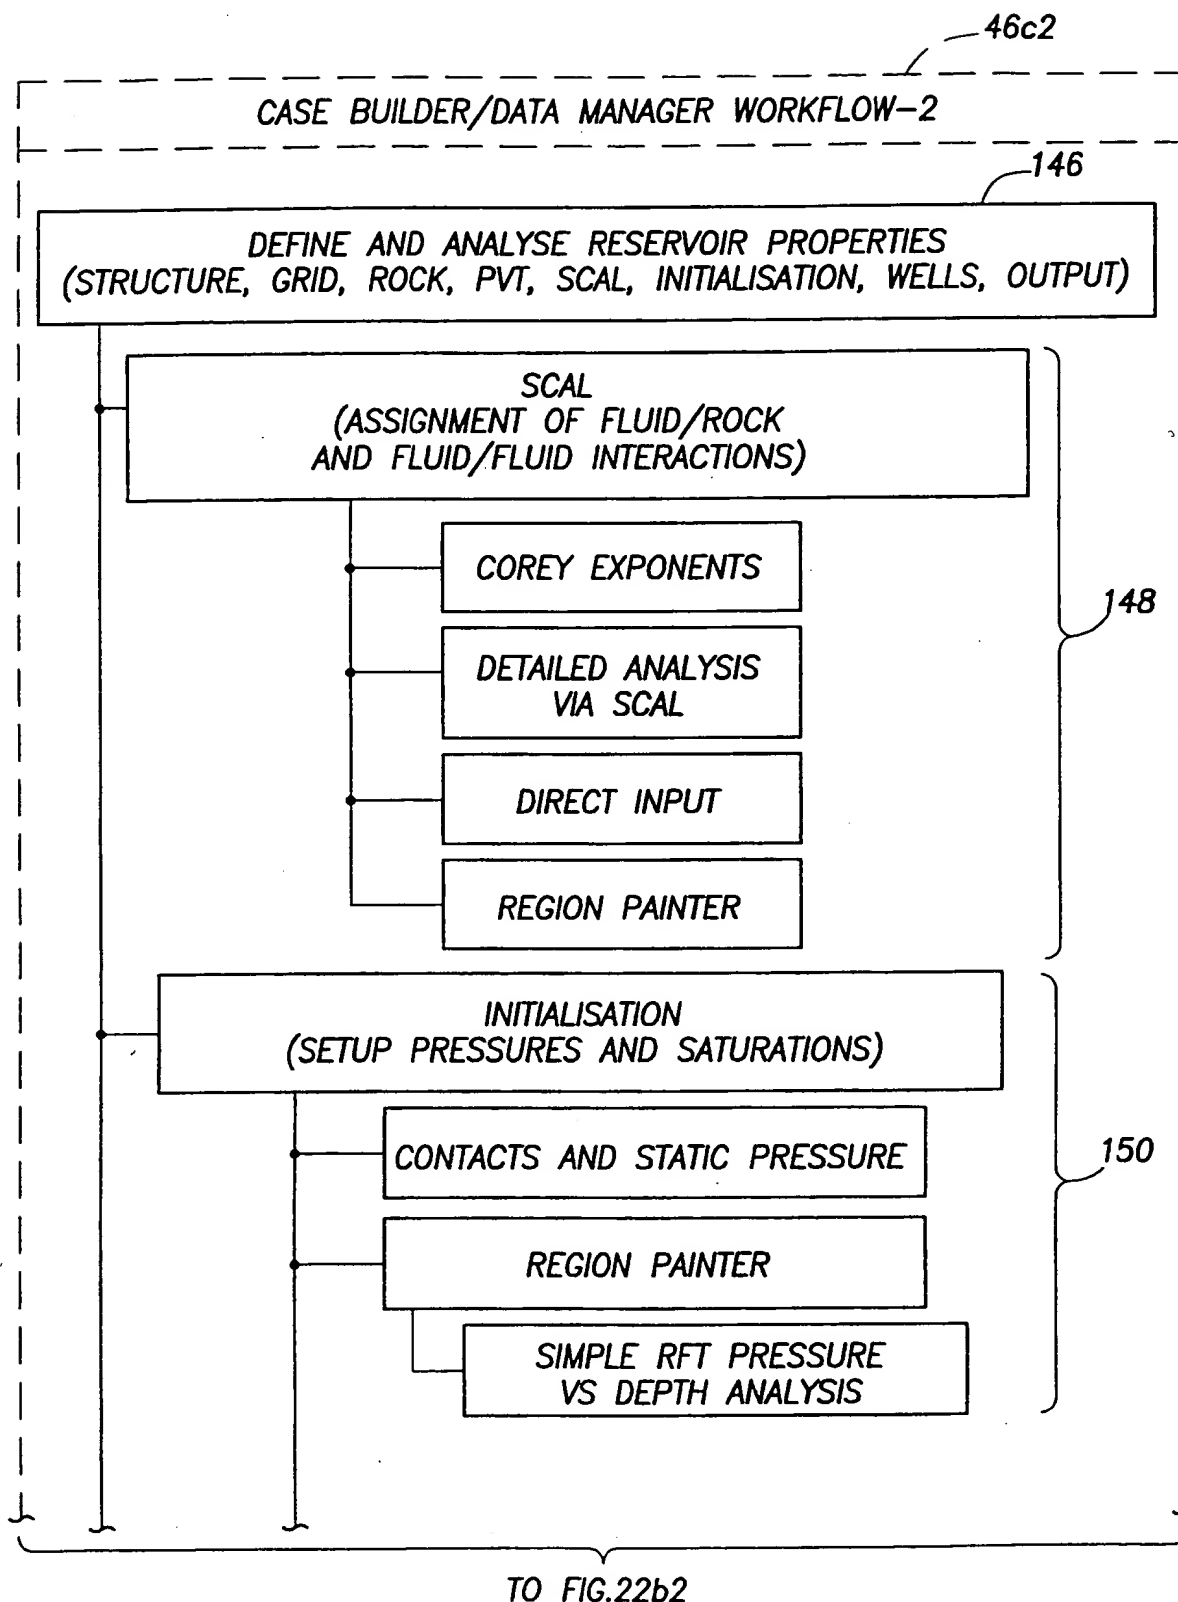 46c2
CASE BUILDER/DATA MANAGER WORKFLOW-2
146
DEFINE AND ANALYSE RESERVOIR PROPERTIES
(STRUCTURE, GRID, ROCK, PVT, SCAL, INITIALISATION, WELLS, OUTPUT)
SCAL
(ASSIGNMENT OF FLUID/ROCK
AND FLUID/FLUID INTERACTIONS)
COREY EXPONENTS
148
DETAILED ANALYSIS
VIA SCAL
DIRECT INPUT
REGION PAINTER
INITIALISATION
(SETUP PRESSURES AND SATURATIONS)
CONTACTS AND STATIC PRESSURE
150
REGION PAINTER
SIMPLE RFT PRESSURE
VS DEPTH ANALYSIS
TO FIG.22b2